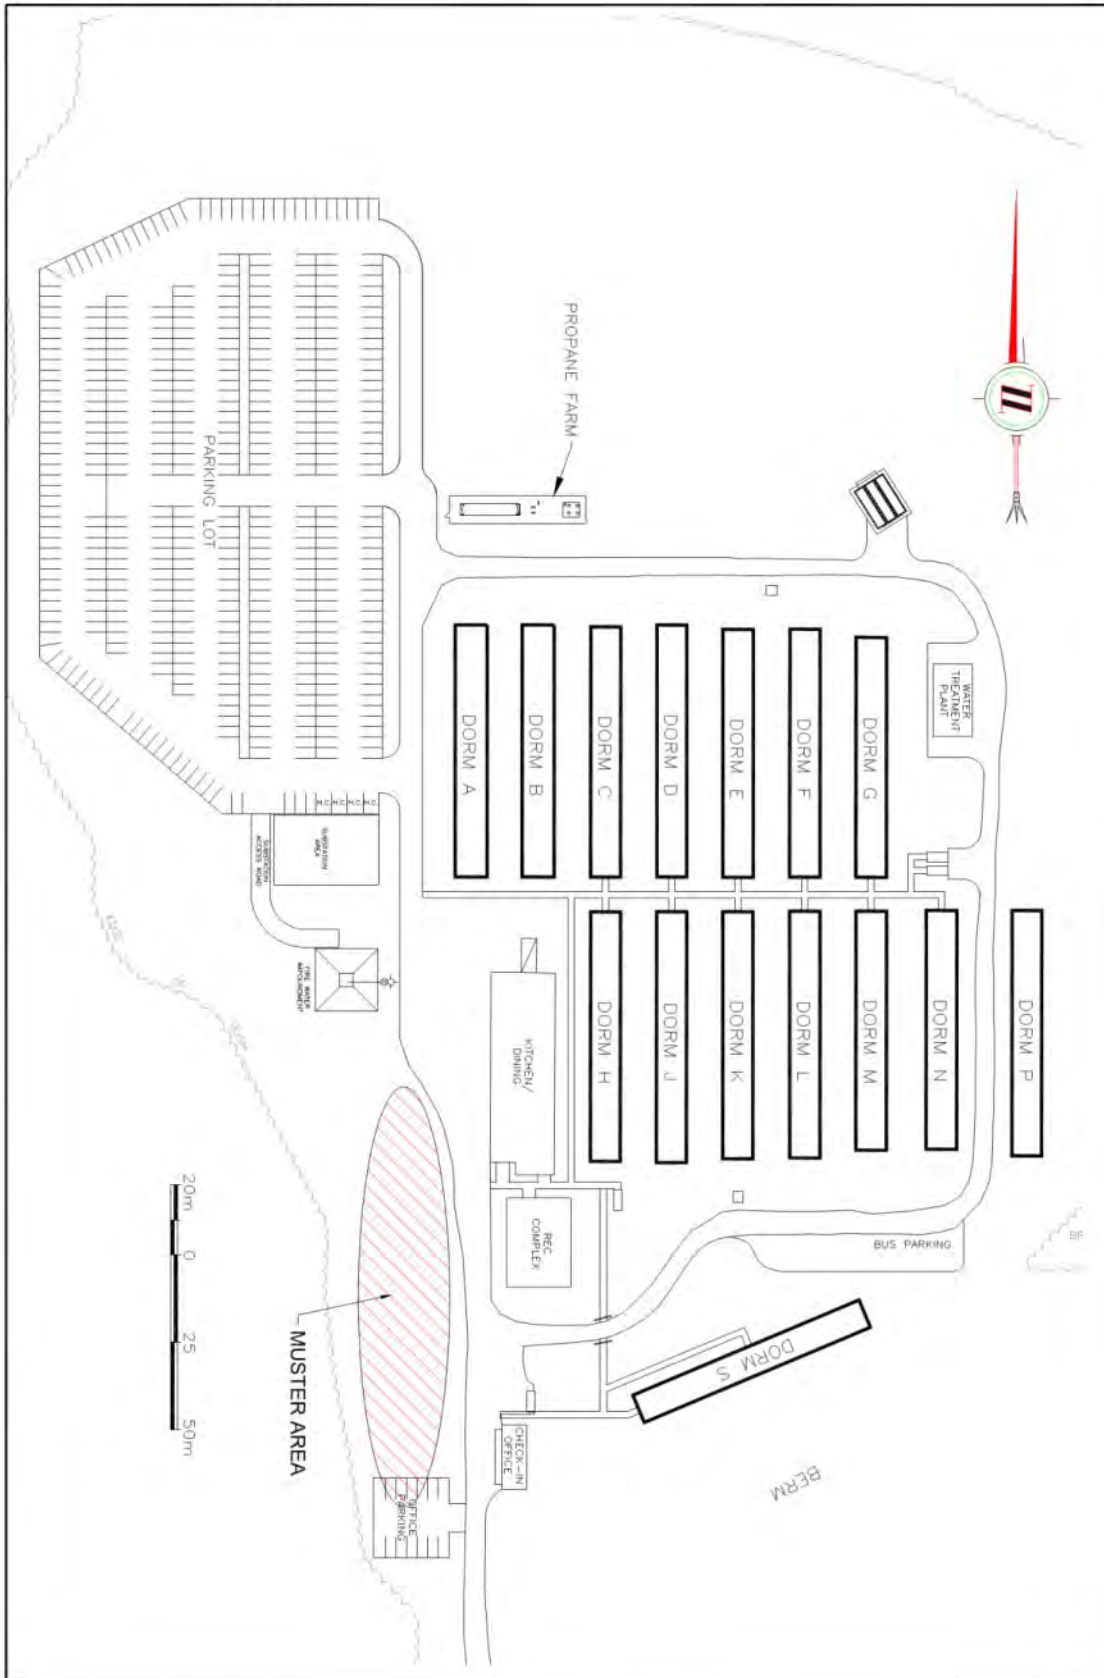 PROPANE FARM
PARKING LOT
WATER
TREATMENT
PLANT
DORM A
DORM B
DORM C
DORM D
DORM E
DORM F
DORM G
H.C.
H.C.
H.C.
H.C.
SUBSTATION
AREA
SUBSTATION
ACCESS ROAD
FIRE WATER
IMPOUNDMENT
KITCHEN/
DINING
DORM H
DORM J
DORM K
DORM L
DORM M
DORM N
DORM P
REC
COMPLEX
BUS PARKING
DORM S
MUSTER AREA
CHECK-IN
OFFICE
OFFICE
PARKING
BERM
20m
0
25
50m